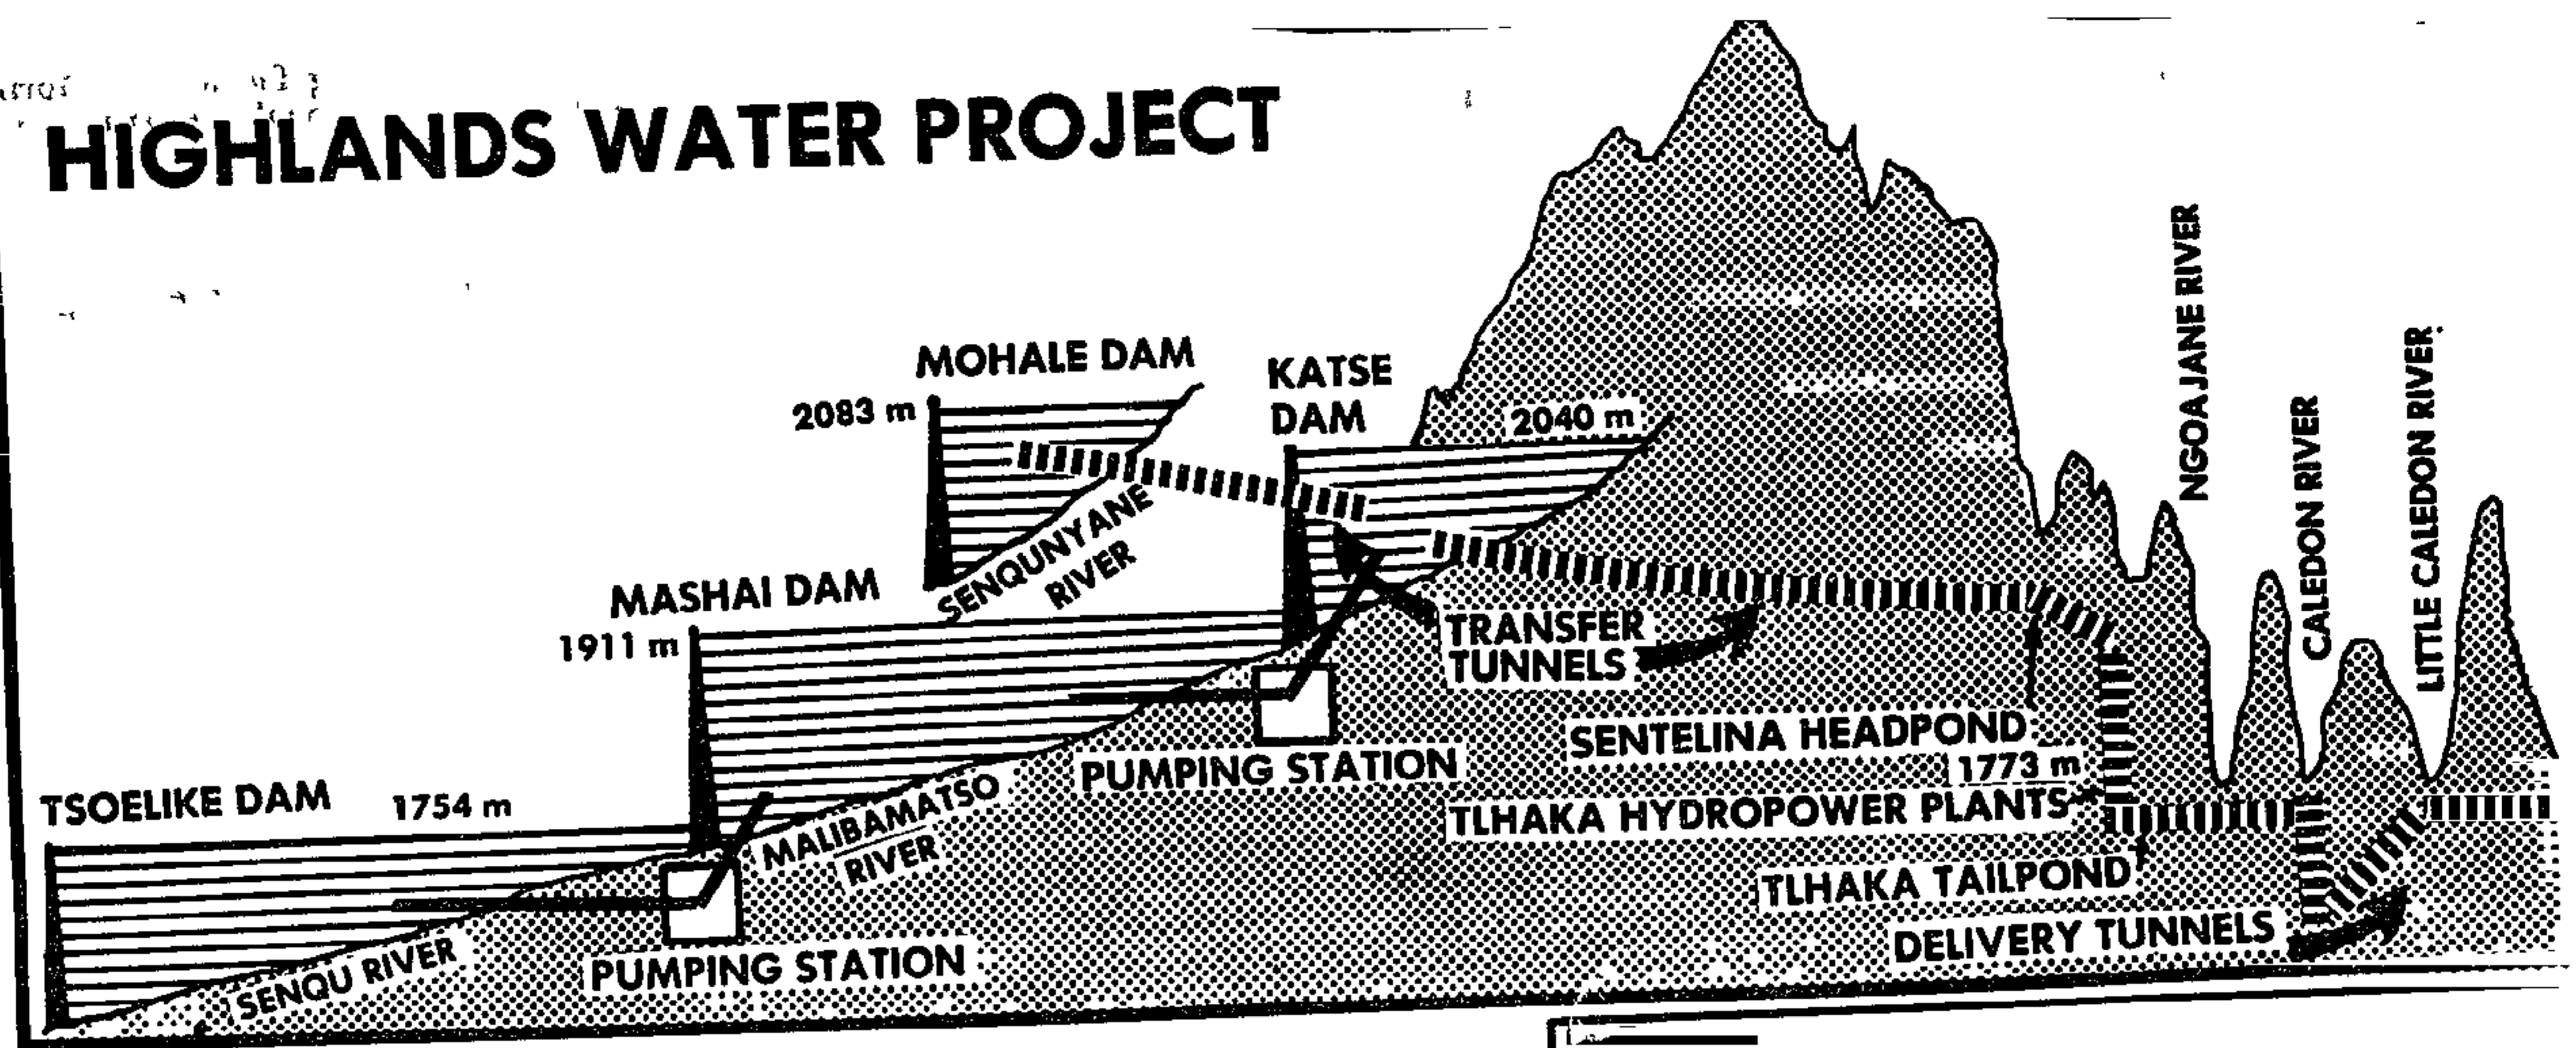 HIGHLANDS WATER PROJECT
MOHALE DAM
2083 m
KATSE
DAM
2040 m
NGOAJANE RIVER
CALEDON RIVER
LITTLE CALEDON RIVER
SENQUNYANE
RIVER
MASHAI DAM
1911 m
TRANSFER
TUNNELS
SENTELINA HEADPOND
1773 m
PUMPING STATION
TLHAKA HYDROPOWER PLANTS
TSOELIKE DAM
1754 m
MALIBAMATSO
RIVER
TLHAKA TAILPOND
DELIVERY TUNNELS
SENQU RIVER
PUMPING STATION